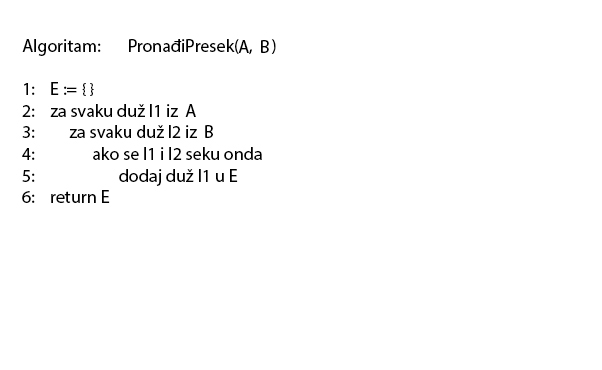 Algoritam: PronađiPresek(A, B)
1: E := { }
2: za svaku duž l1 iz A
3: za svaku duž l2 iz B
4: ako se l1 i l2 seku onda
5: dodaj duž l1 u E
6: return E